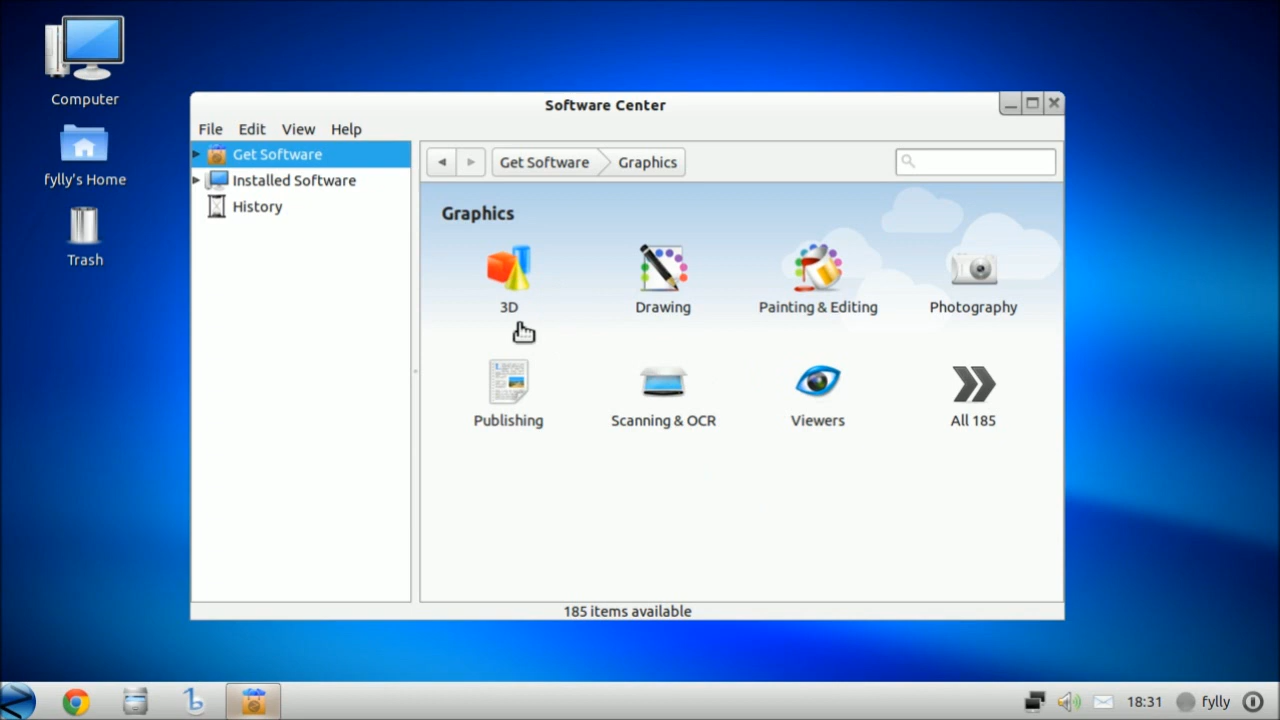 Computer
fylly's Home
Trash
Software Center
File Edit View Help
Get Software
Installed Software
History
Get Software Graphics
Graphics
3D Drawing Painting & Editing Photography
Publishing Scanning & OCR Viewers All 185
185 items available
18:31 fylly